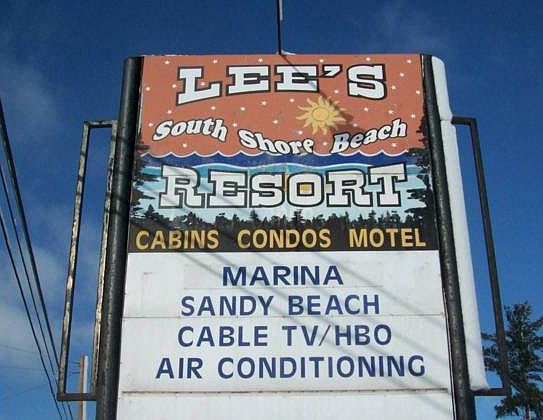 LEE'S
South Shore Beach
RESORT
CABINS CONDOS MOTEL
MARINA
SANDY BEACH
CABLE TV/HBO
AIR CONDITIONING